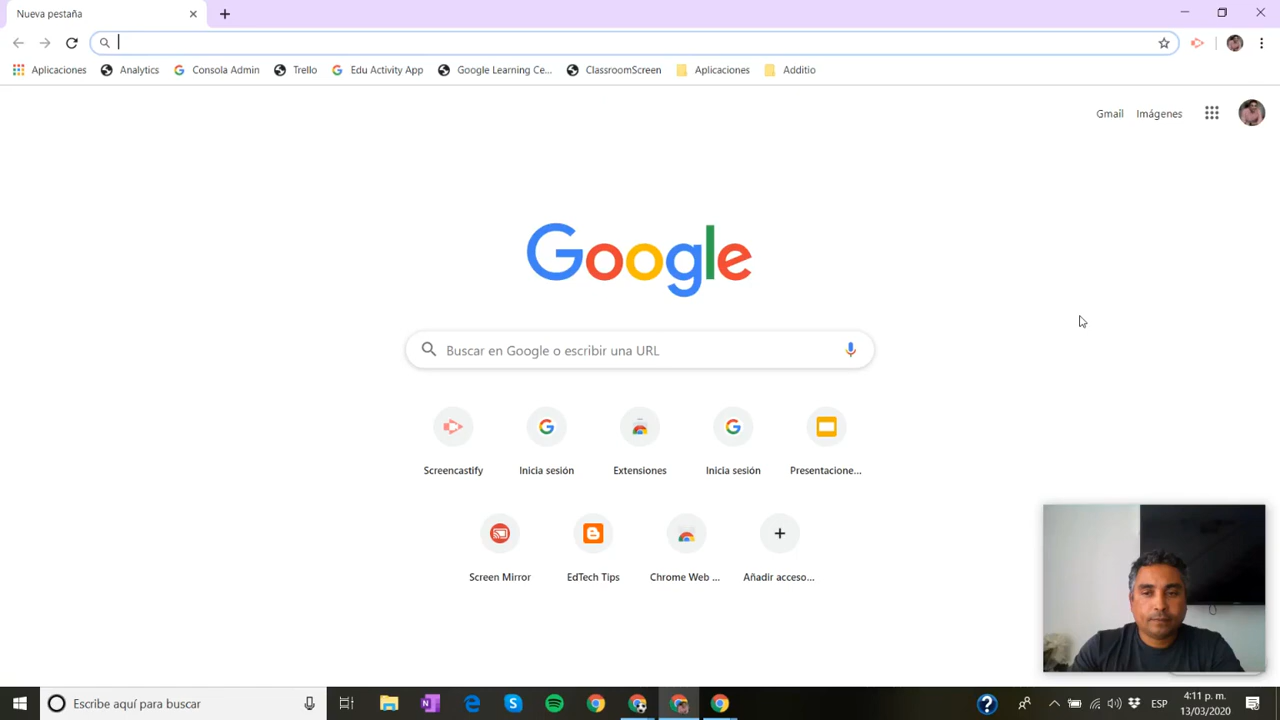 Nueva pestaña
Aplicaciones Analytics Consola Admin Trello Edu Activity App Google Learning Ce... ClassroomScreen Aplicaciones Additio
Gmail Imágenes
Google
Buscar en Google o escribir una URL
Screencastify Inicia sesión Extensiones Inicia sesión Presentacione...
Screen Mirror EdTech Tips Chrome Web ... Añadir acceso...
Escribe aquí para buscar
ESP
4:11 p. m.
13/03/2020